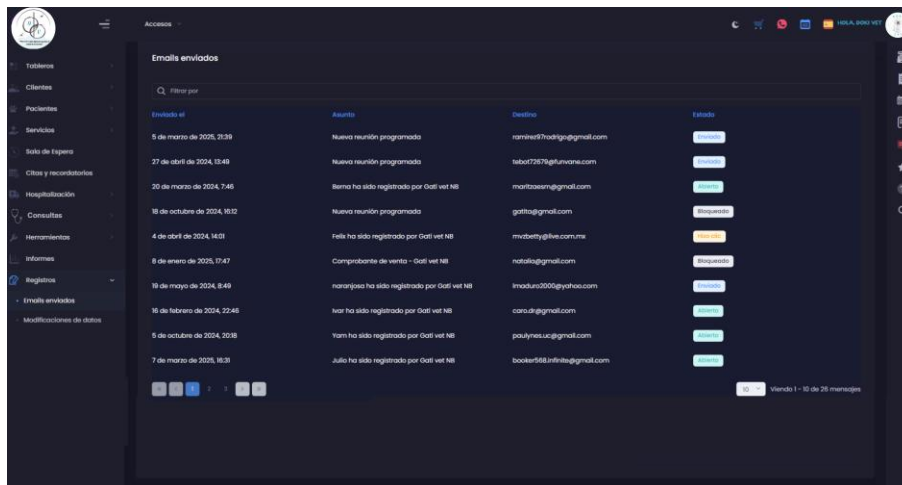 Accesos
HOLA, DOKI VET
Tableros
Clientes
Pacientes
Servicios
Sala de Espera
Citas y recordatorios
Hospitalización
Consultas
Herramientas
Informes
Registros
Emails enviados
Modificaciones de datos
Emails enviados
Filtrar por
Enviado el Asunto Destino Estado
5 de marzo de 2025, 21:39 Nueva reunión programada ramirez97rodrigo@gmail.com Enviado
27 de abril de 2024, 13:49 Nueva reunión programada tebot72679@funvane.com Enviado
20 de marzo de 2024, 7:46 Berna ha sido registrado por Gati vet NB maritzaesm@gmail.com Abierto
18 de octubre de 2024, 16:12 Nueva reunión programada gatita@gmail.com Bloqueado
4 de abril de 2024, 14:01 Felix ha sido registrado por Gati vet NB mvzbetty@live.com.mx
8 de enero de 2025, 17:47 Comprobante de venta - Gati vet NB natalia@gmail.com Bloqueado
19 de mayo de 2024, 8:49 naranjosa ha sido registrado por Gati vet NB lmaduro2000@yahoo.com Enviado
16 de febrero de 2024, 22:46 Ivar ha sido registrado por Gati vet NB caro.dr@gmail.com Abierto
5 de octubre de 2024, 20:18 Yam ha sido registrado por Gati vet NB paulynes.uc@gmail.com Abierto
7 de marzo de 2025, 16:31 Julio ha sido registrado por Gati vet NB booker568.infinite@gmail.com Abierto
« ‹ 1 2 3 › »
10 Viendo 1 - 10 de 26 mensajes